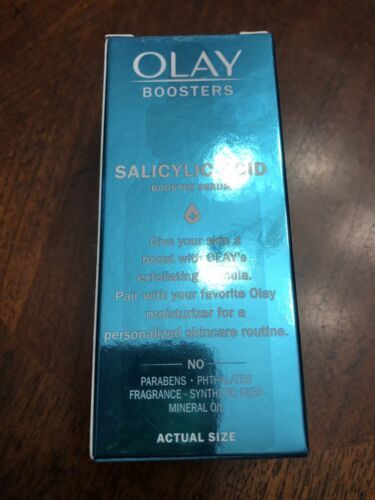 OLAY
BOOSTERS
SALICYLIC ACID
BOOSTER SERUM
Give your skin a
boost with OLAY's
exfoliating formula.
Pair with your favorite Olay
moisturizer for a
personalized skincare routine.
NO
PARABENS • PHTHALATES
FRAGRANCE • SYNTHETIC DYES
MINERAL OIL
ACTUAL SIZE